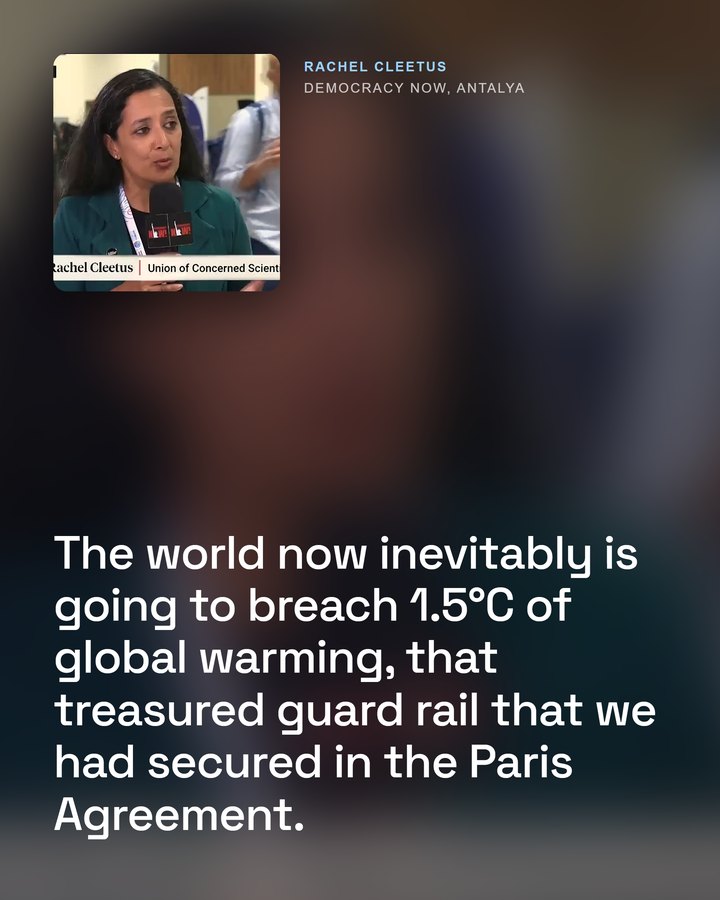 RACHEL CLEETUS
DEMOCRACY NOW, ANTALYA
Rachel Cleetus | Union of Concerned Scienti
The world now inevitably is
going to breach 1.5°C of
global warming, that
treasured guard rail that we
had secured in the Paris
Agreement.